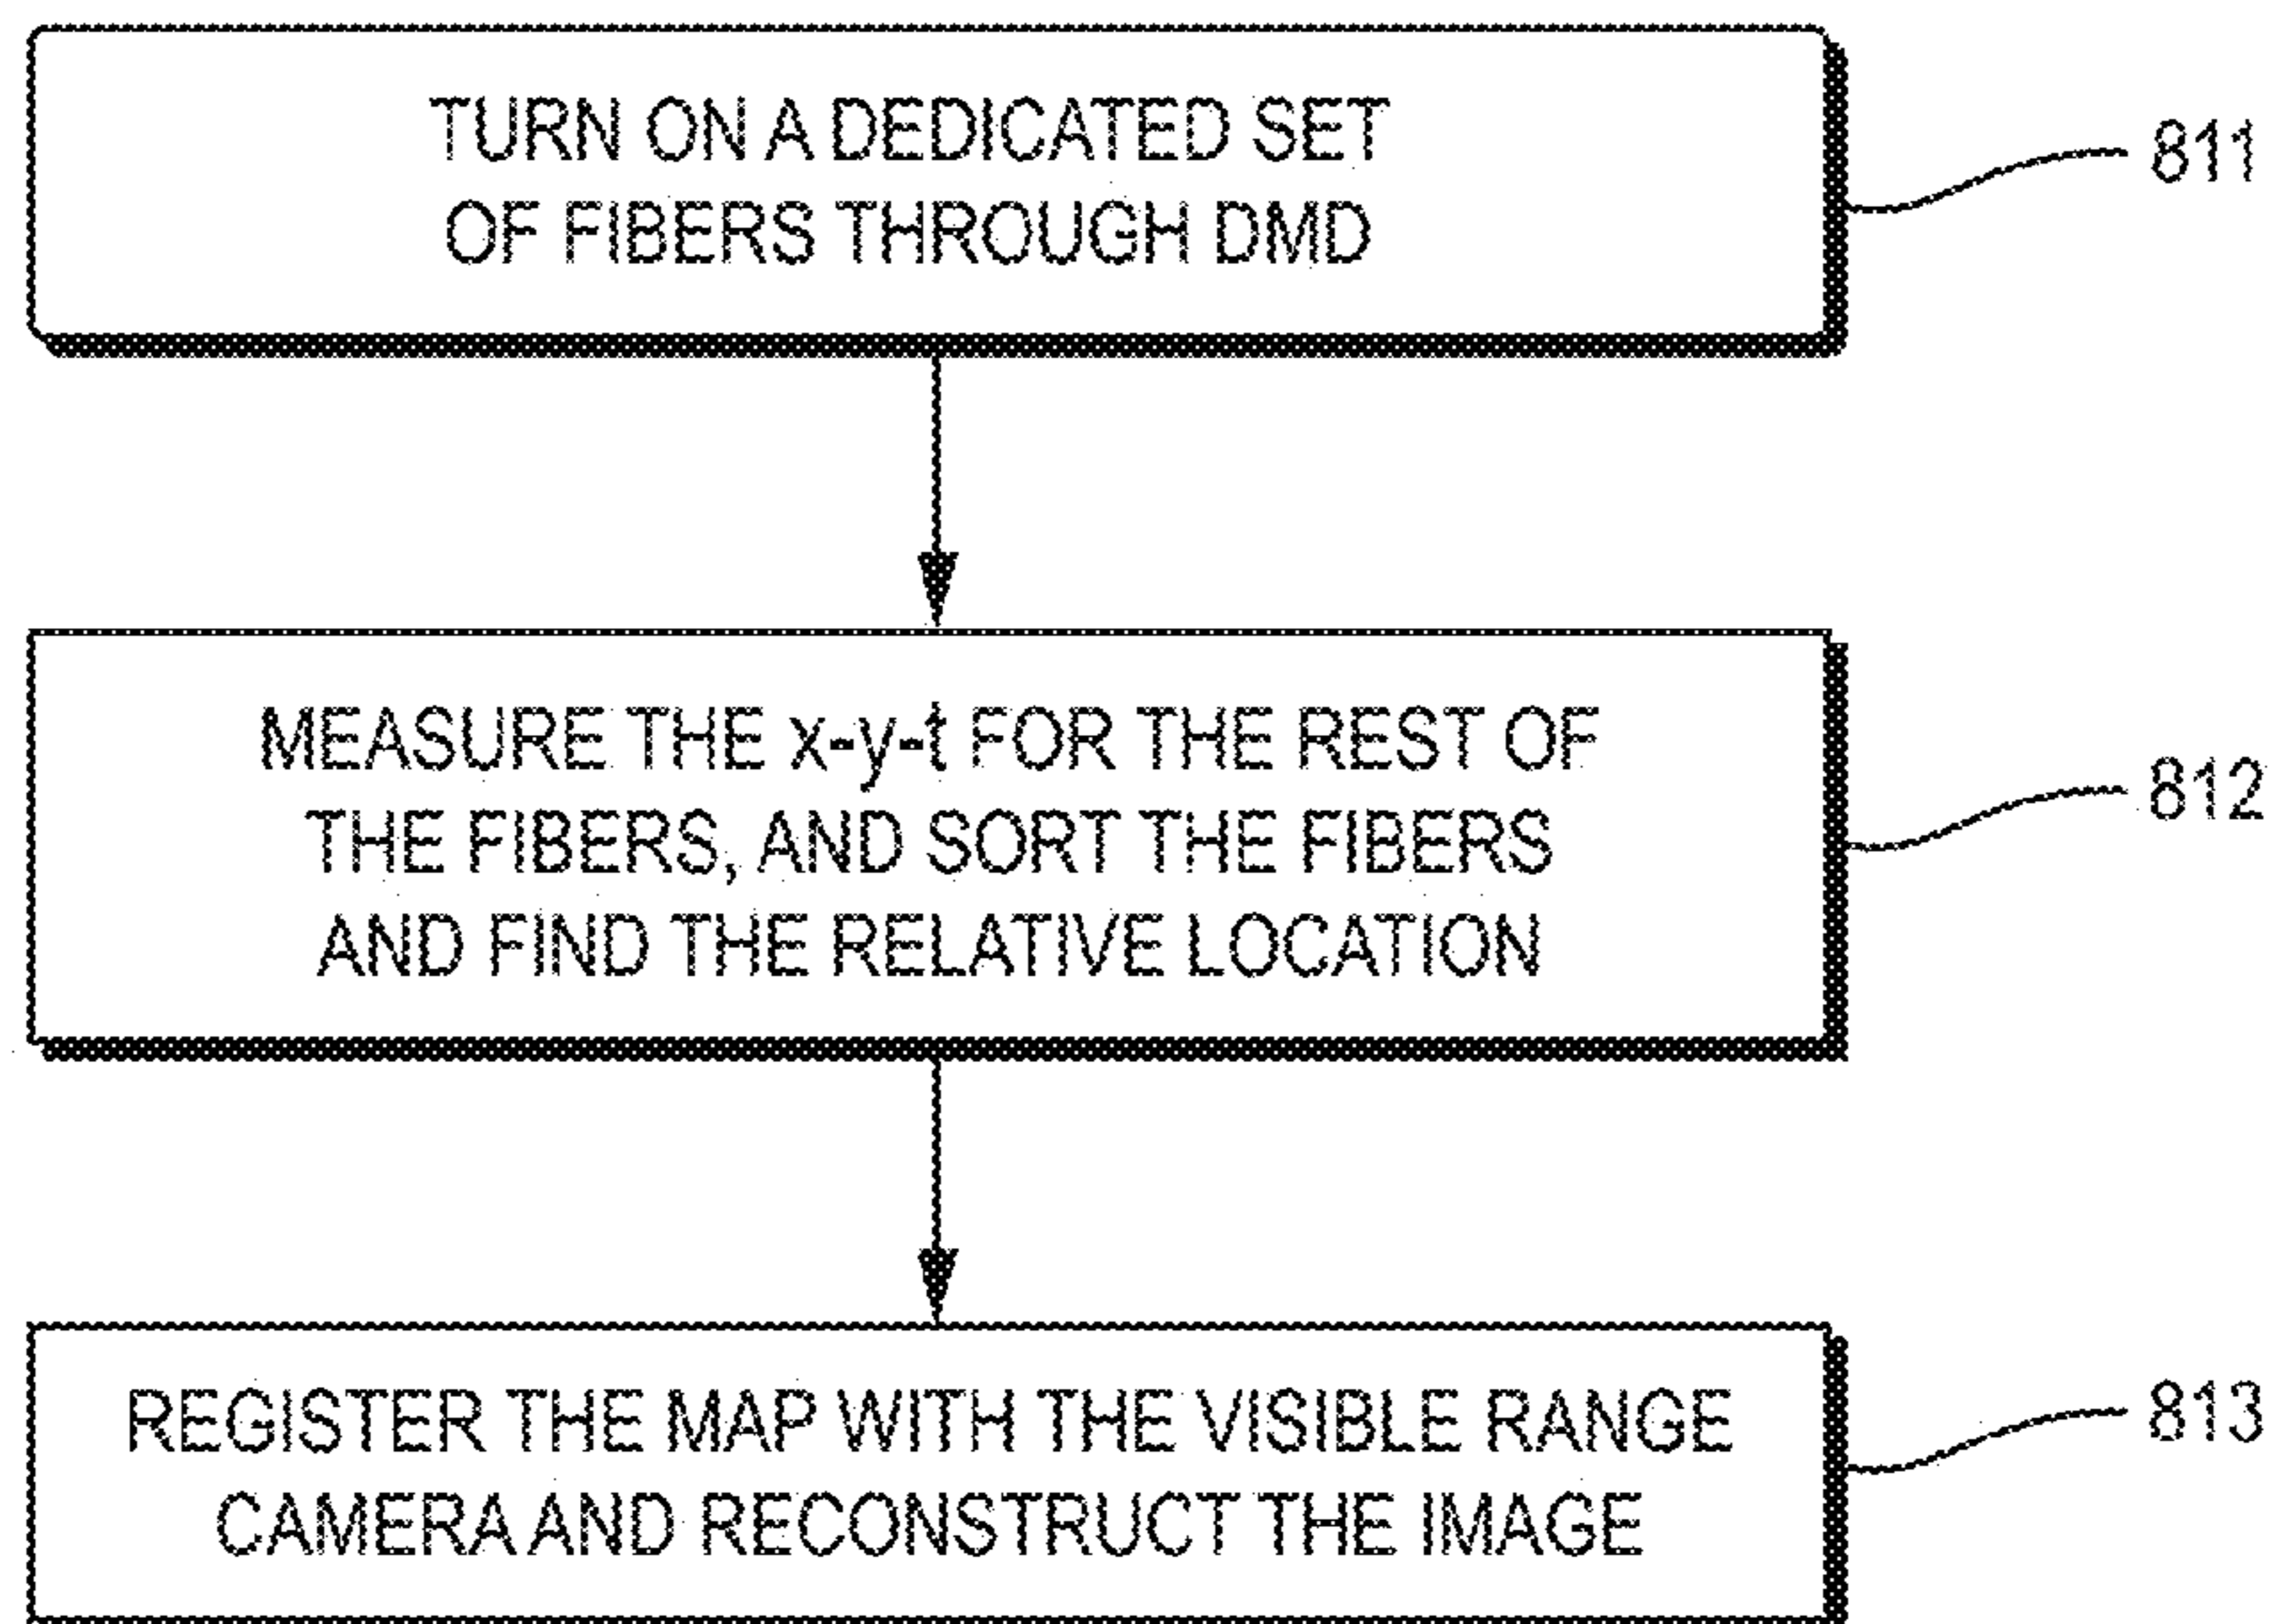 TURN ON A DEDICATED SET
OF FIBERS THROUGH DMD
811
MEASURE THE x-y-t FOR THE REST OF
THE FIBERS, AND SORT THE FIBERS
AND FIND THE RELATIVE LOCATION
812
REGISTER THE MAP WITH THE VISIBLE RANGE
CAMERA AND RECONSTRUCT THE IMAGE
813